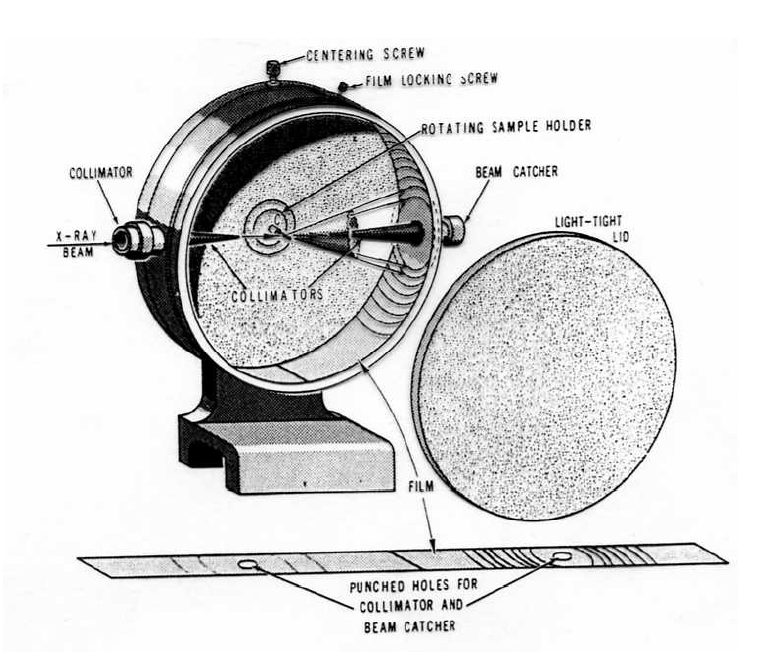 CENTERING SCREW
FILM LOCKING SCREW
ROTATING SAMPLE HOLDER
COLLIMATOR
BEAM CATCHER
X-RAY
BEAM
LIGHT-TIGHT
LID
COLLIMATORS
FILM
PUNCHED HOLES FOR
COLLIMATOR AND
BEAM CATCHER